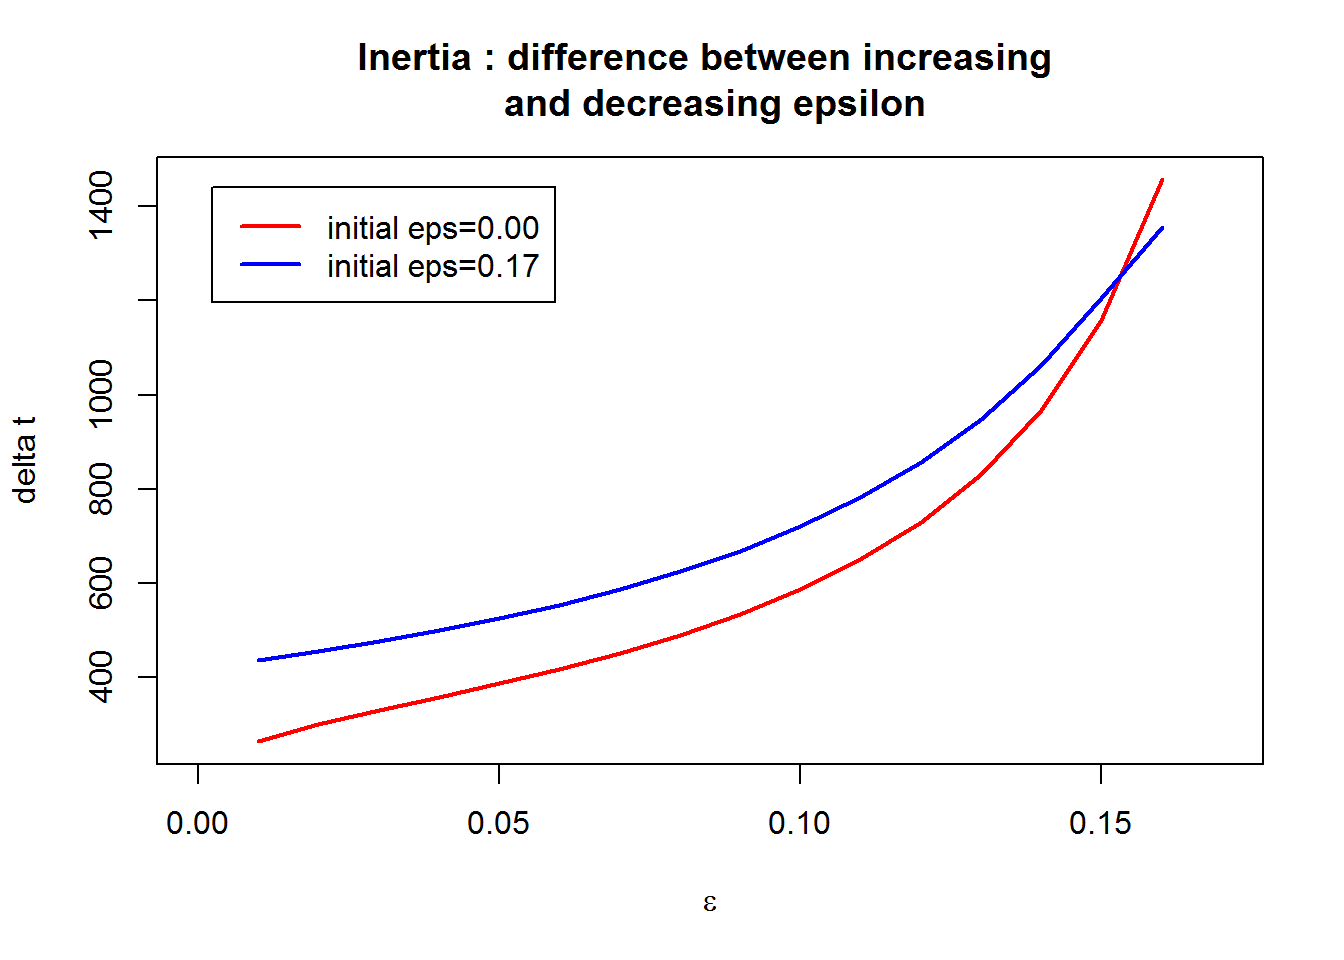 Inertia : difference between increasing
and decreasing epsilon
initial eps=0.00
initial eps=0.17
1400
1000
800
600
400
delta t
0.00 0.05 0.10 0.15
ε